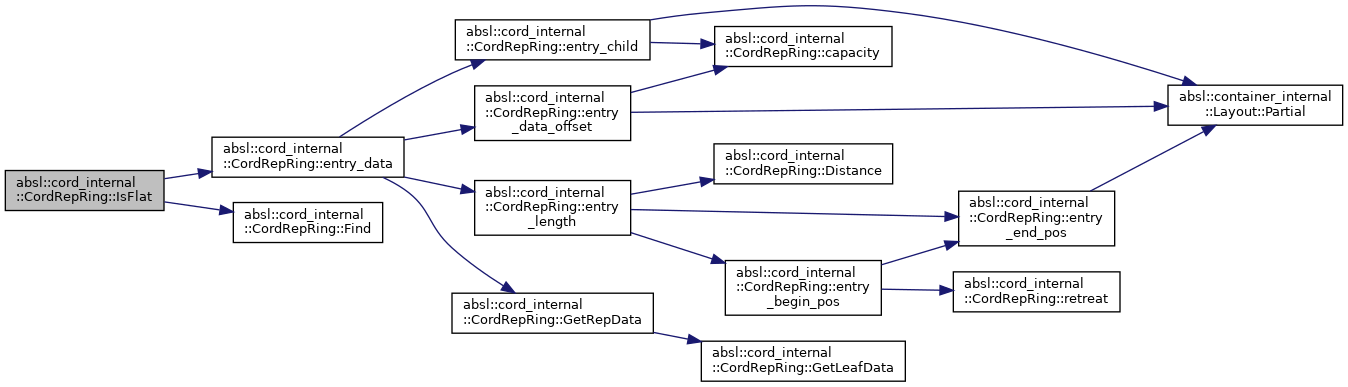 absl::cord_internal
::CordRepRing::IsFlat
absl::cord_internal
::CordRepRing::entry_data
absl::cord_internal
::CordRepRing::Find
absl::cord_internal
::CordRepRing::entry_child
absl::cord_internal
::CordRepRing::entry
_data_offset
absl::cord_internal
::CordRepRing::entry
_length
absl::cord_internal
::CordRepRing::GetRepData
absl::cord_internal
::CordRepRing::capacity
absl::cord_internal
::CordRepRing::Distance
absl::cord_internal
::CordRepRing::entry
_begin_pos
absl::cord_internal
::CordRepRing::GetLeafData
absl::cord_internal
::CordRepRing::entry
_end_pos
absl::cord_internal
::CordRepRing::retreat
absl::container_internal
::Layout::Partial